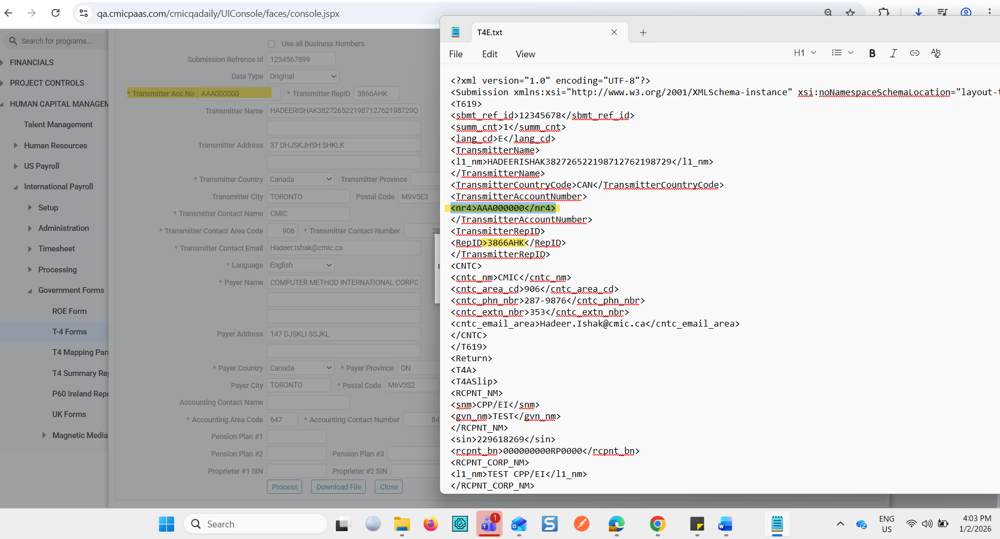 qa.cmicpaas.com/cmicqadaily/UIConsole/faces/console.jspx
Search for programs...
FINANCIALS
PROJECT CONTROLS
HUMAN CAPITAL MANAGEM
Talent Management
Human Resources
US Payroll
International Payroll
Setup
Administration
Timesheet
Processing
Government Forms
ROE Form
T-4 Forms
T4 Mapping Para
T4 Summary Rep
P60 Ireland Repo
UK Forms
Magnetic Media
Use all Business Numbers
Submission Refrence Id 1234567899
Data Type Original
* Transmitter Acc No AAA000000 * Transmitter RepID 3866AHK
Transmitter Name HADEERISHAK382726522198712762198729O
Transmitter Address 37 DHJSKJHSH SHKLK
* Transmitter Country Canada Transmitter Province
Transmitter City TORONTO Postal Code M9V5E3
* Transmitter Contact Name CMIC
* Transmitter Contact Area Code 906 * Transmitter Contact Number 28
* Transmitter Contact Email Hadeer.Ishak@cmic.ca
* Language English
* Payer Name COMPUTER METHOD INTERNATIONAL CORPC
Payer Address 147 DJSKLI SSJKL
* Payer Country Canada * Payer Province ON
Payer City TORONTO * Postal Code M6V3S2
Accounting Contact Name
* Accounting Area Code 647 * Accounting Contact Number 84
Pension Plan #1
Pension Plan #2 Pension Plan #3
Proprieter #1 SIN Proprieter #2 SIN
Process Download File Close
T4E.txt
File Edit View H1 B I
<?xml version="1.0" encoding="UTF-8"?>
<Submission xmlns:xsi="http://www.w3.org/2001/XMLSchema-instance" xsi:noNamespaceSchemaLocation="layout-t
<T619>
<sbmt_ref_id>12345678</sbmt_ref_id>
<summ_cnt>1</summ_cnt>
<lang_cd>E</lang_cd>
<TransmitterName>
<l1_nm>HADEERISHAK382726522198712762198729</l1_nm>
</TransmitterName>
<TransmitterCountryCode>CAN</TransmitterCountryCode>
<TransmitterAccountNumber>
<nr4>AAA000000</nr4>
</TransmitterAccountNumber>
<TransmitterRepID>
<RepID>3866AHK</RepID>
</TransmitterRepID>
<CNTC>
<cntc_nm>CMIC</cntc_nm>
<cntc_area_cd>906</cntc_area_cd>
<cntc_phn_nbr>287-9876</cntc_phn_nbr>
<cntc_extn_nbr>353</cntc_extn_nbr>
<cntc_email_area>Hadeer.Ishak@cmic.ca</cntc_email_area>
</CNTC>
</T619>
<Return>
<T4A>
<T4ASlip>
<RCPNT_NM>
<snm>CPP/EI</snm>
<gvn_nm>TEST</gvn_nm>
</RCPNT_NM>
<sin>229618269</sin>
<rcpnt_bn>000000000RP0000</rcpnt_bn>
<RCPNT_CORP_NM>
<l1_nm>TEST CPP/EI</l1_nm>
</RCPNT_CORP_NM>
Search
1
ENG
US
4:03 PM
1/2/2026